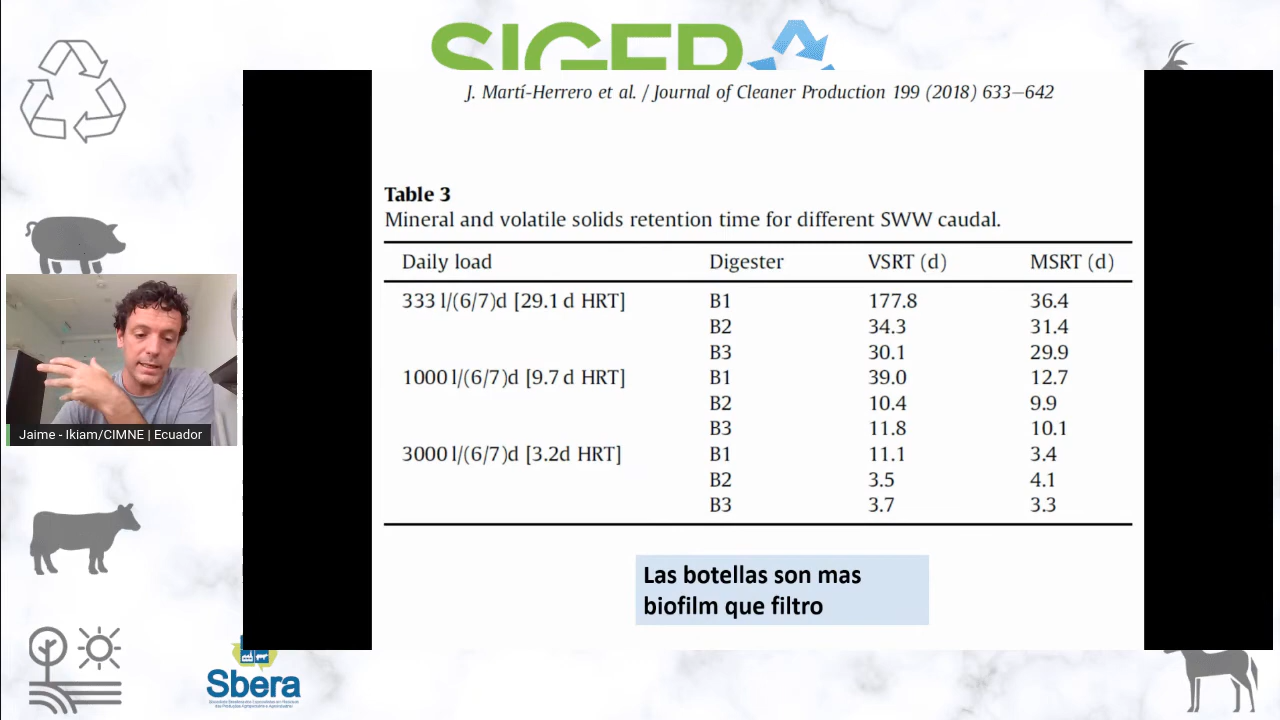 SIGER
J. Martí-Herrero et al. / Journal of Cleaner Production 199 (2018) 633–642
Table 3
Mineral and volatile solids retention time for different SWW caudal.
Daily load Digester VSRT (d) MSRT (d)
333 l/(6/7)d [29.1 d HRT] B1 177.8 36.4
B2 34.3 31.4
B3 30.1 29.9
1000 l/(6/7)d [9.7 d HRT] B1 39.0 12.7
B2 10.4 9.9
B3 11.8 10.1
3000 l/(6/7)d [3.2d HRT] B1 11.1 3.4
B2 3.5 4.1
B3 3.7 3.3
Jaime - Ikiam/CIMNE | Ecuador
Las botellas son mas
biofilm que filtro
Sbera